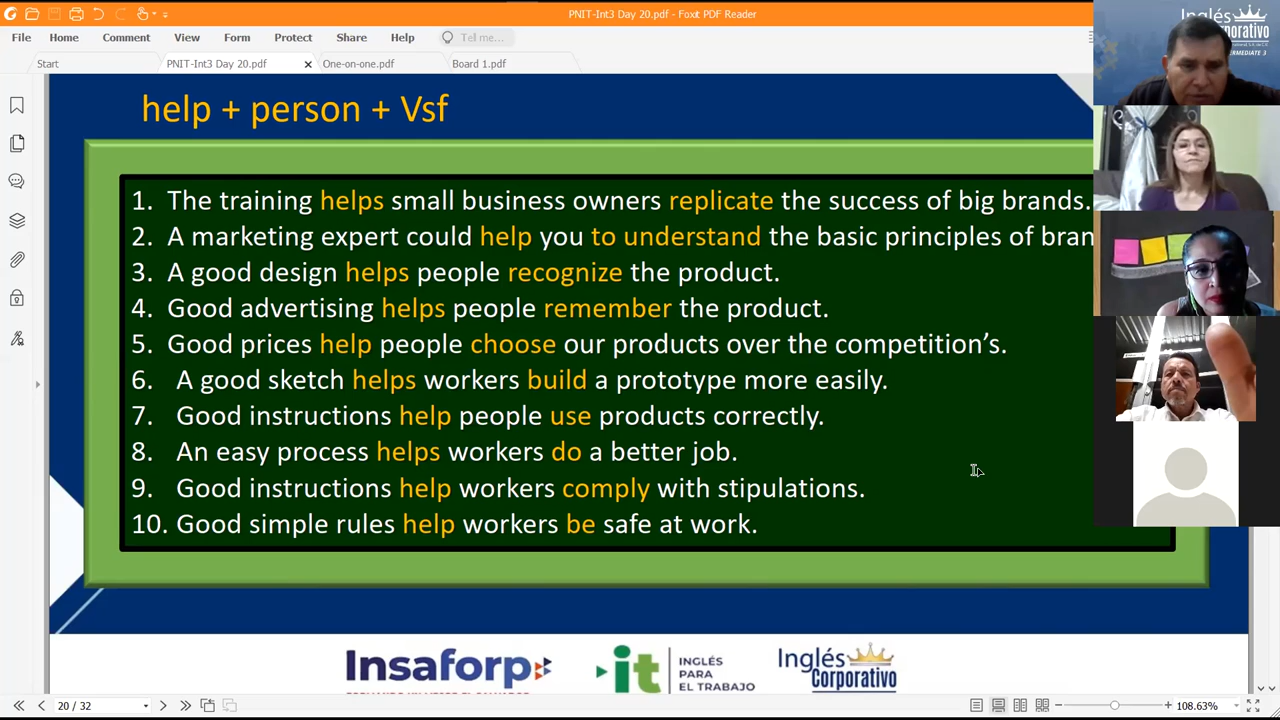 PNIT-Int3 Day 20.pdf - Foxit PDF Reader
File Home Comment View Form Protect Share Help Tell me...
Start PNIT-Int3 Day 20.pdf One-on-one.pdf Board 1.pdf
Inglés
Corporativo
INTERMEDIATE 3
help + person + Vsf
1. The training helps small business owners replicate the success of big brands.
2. A marketing expert could help you to understand the basic principles of
3. A good design helps people recognize the product.
4. Good advertising helps people remember the product.
5. Good prices help people choose our products over the competition’s.
6. A good sketch helps workers build a prototype more easily.
7. Good instructions help people use products correctly.
8. An easy process helps workers do a better job.
9. Good instructions help workers comply with stipulations.
10. Good simple rules help workers be safe at work.
Insaforp
it INGLÉS
PARA
EL TRABAJO
Inglés
Corporativo
20 / 32
108.63%